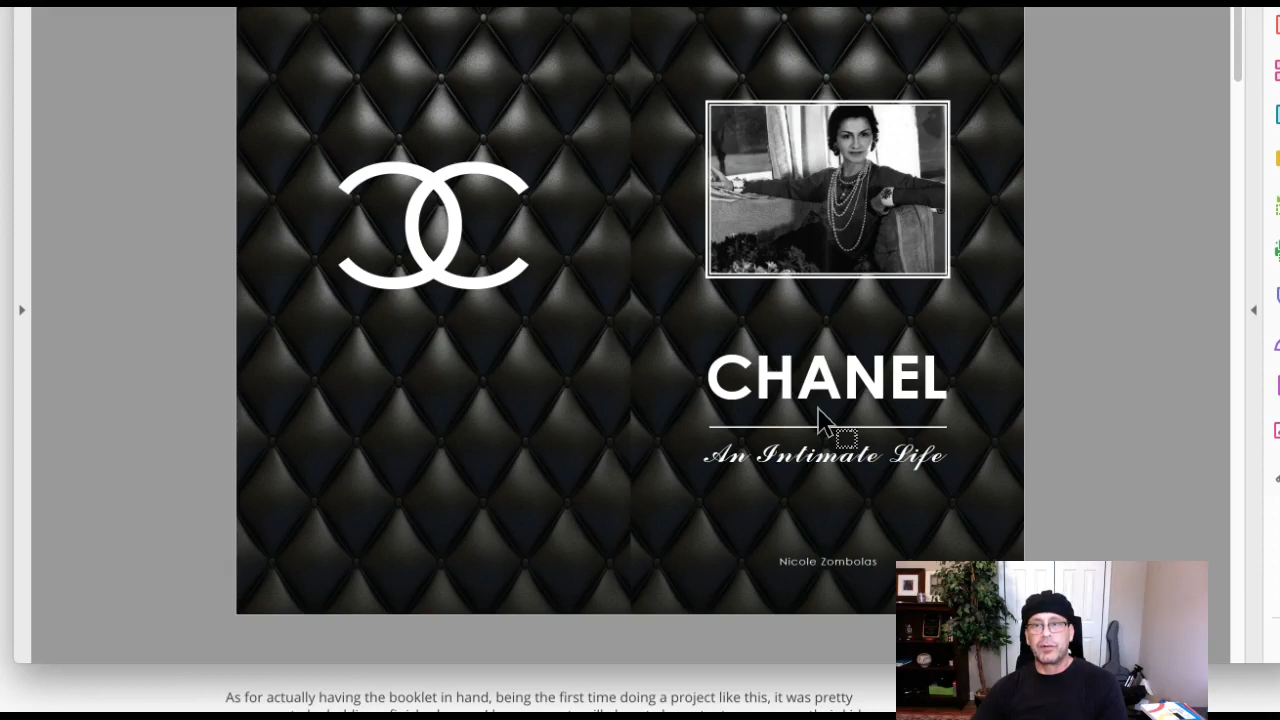 CHANEL
An Intimate Life
Nicole Zombolas
As for actually having the booklet in hand, being the first time doing a project like this, it was pretty